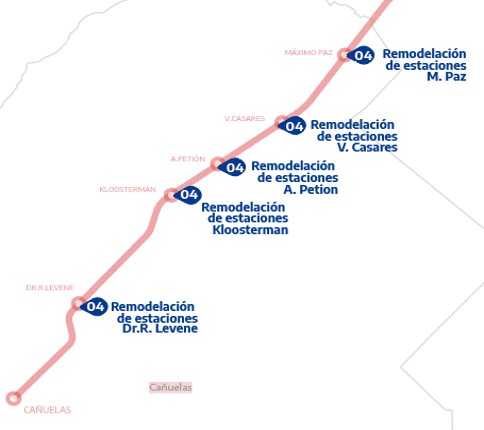 MÁXIMO PAZ
04
Remodelación
de estaciones
M. Paz
V.CASARES
04
Remodelación
de estaciones
V. Casares
A.PETIÓN
04
Remodelación
de estaciones
A. Petion
KLOOSTERMAN
04
Remodelación
de estaciones
Kloosterman
DR.R.LEVENE
04
Remodelación
de estaciones
Dr.R. Levene
Cañuelas
CAÑUELAS